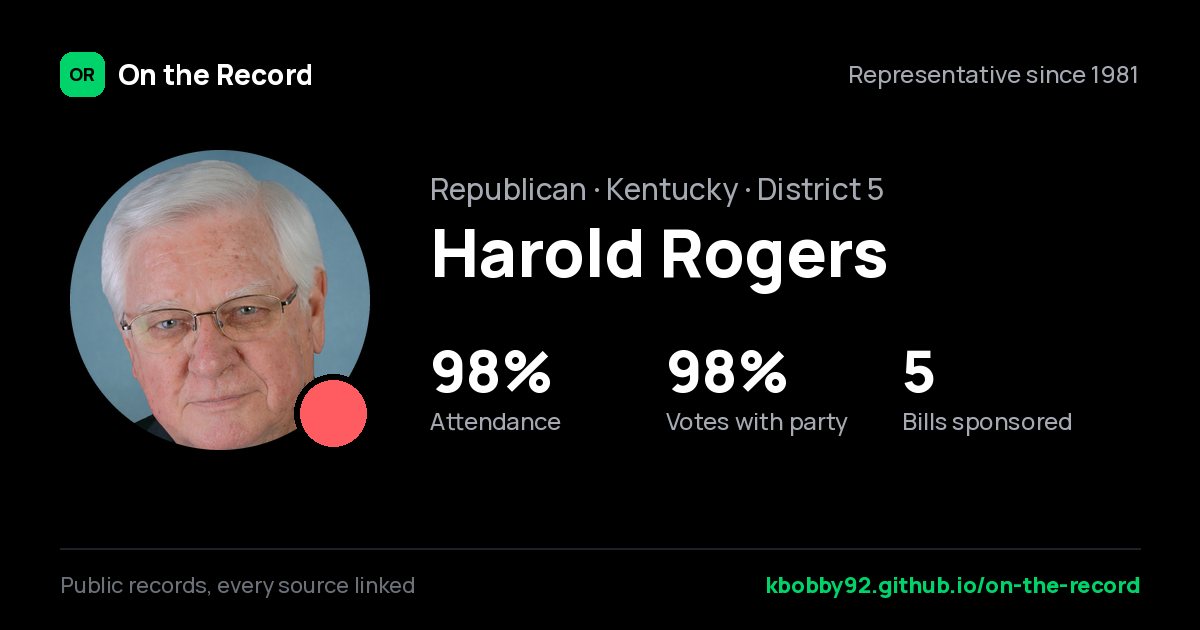 OR On the Record
Representative since 1981
Republican · Kentucky · District 5
Harold Rogers
98% 98% 5
Attendance Votes with party Bills sponsored
Public records, every source linked
kbobby92.github.io/on-the-record